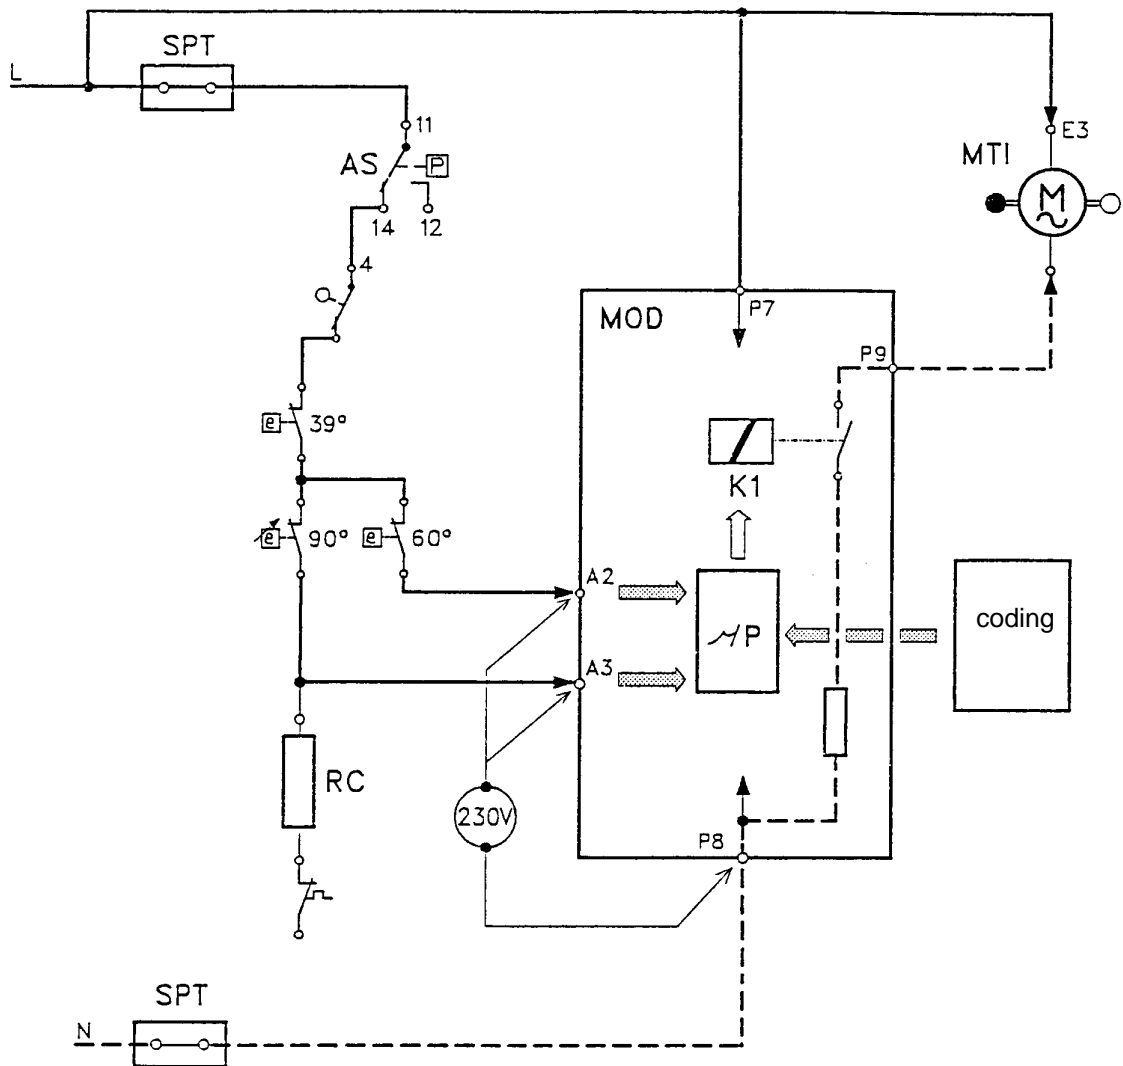 SPT
L
11
E3
AS
P
MTI
M
14
12
4
MOD
P7
P9
e
39°
K1
e
90°
e
60°
A2
coding
μP
A3
RC
230V
P8
SPT
N